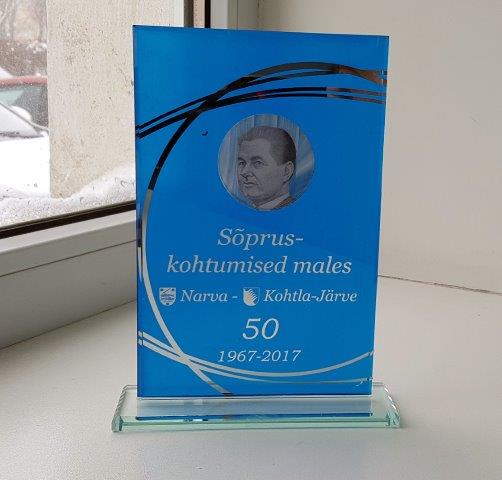 Sõprus-
kohtumised males
Narva - Kohtla-Järve
50
1967-2017